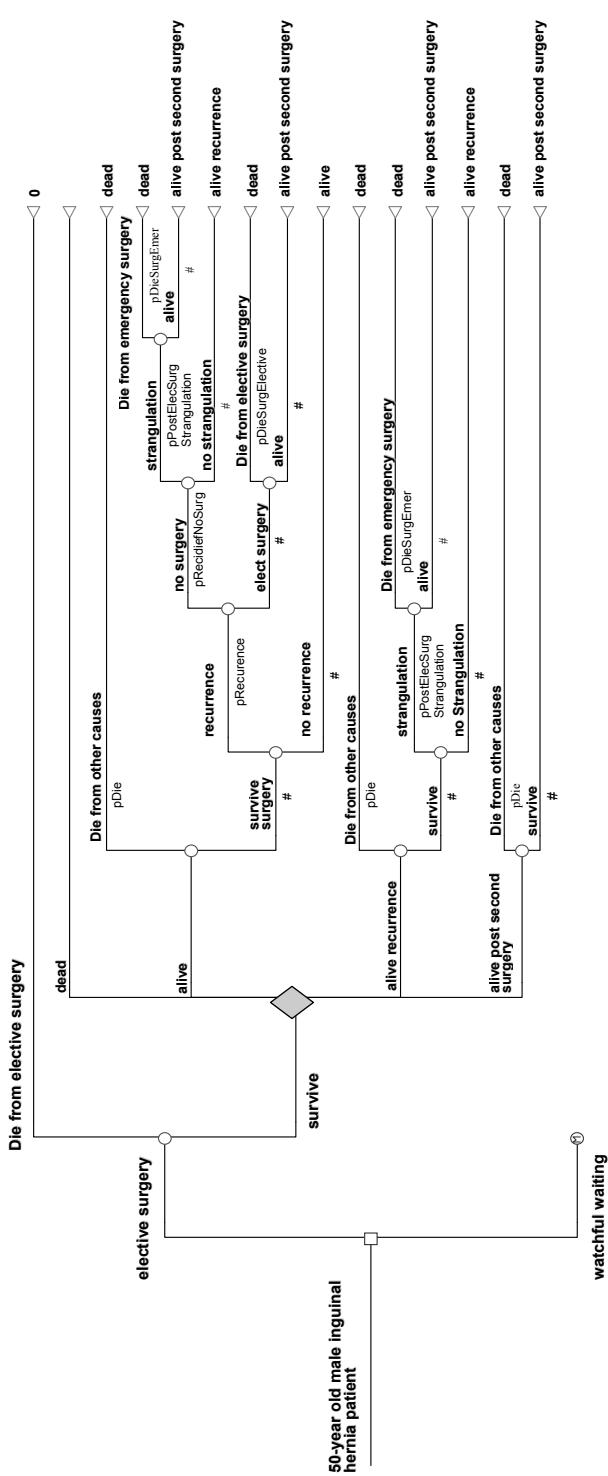 50-year old male inguinal
hernia patient
elective surgery
watchful waiting
M
Die from elective surgery
survive
dead
alive
alive recurrence
alive post second
surgery
Die from other causes
pDie
survive
surgery
#
Die from other causes
pDie
survive
#
Die from other causes
pDie
survive
#
recurrence
pRecurrence
no recurrence
#
no surgery
pRecidiefNoSurg
elect surgery
#
strangulation
pPostElecSurg
Strangulation
no strangulation
#
Die from emergency surgery
pDieSurgEmer
alive
#
Die from elective surgery
pDieSurgElective
alive
#
strangulation
pPostElecSurg
Strangulation
no Strangulation
#
Die from emergency surgery
pDieSurgEmer
alive
#
0
dead
dead
alive post second surgery
alive recurrence
dead
alive post second surgery
alive
dead
dead
alive post second surgery
alive recurrence
dead
alive post second surgery